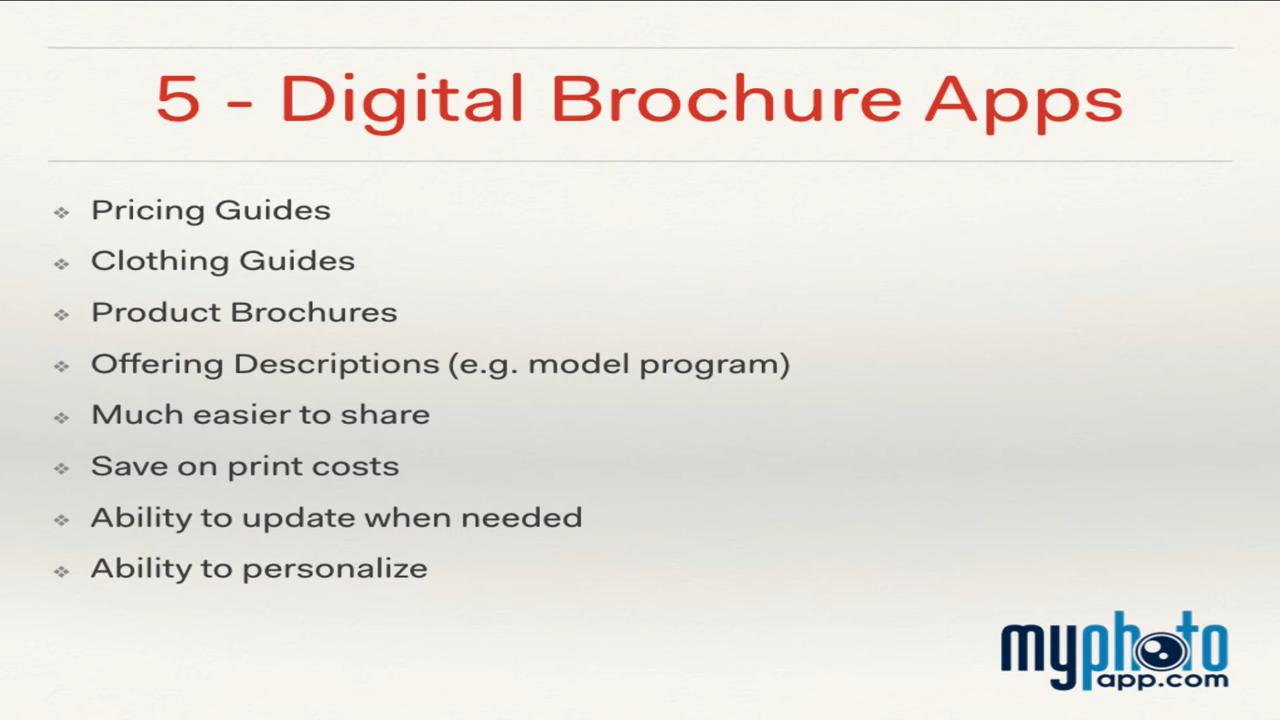 5 - Digital Brochure Apps
Pricing Guides
Clothing Guides
Product Brochures
Offering Descriptions (e.g. model program)
Much easier to share
Save on print costs
Ability to update when needed
Ability to personalize
myphoto
app.com